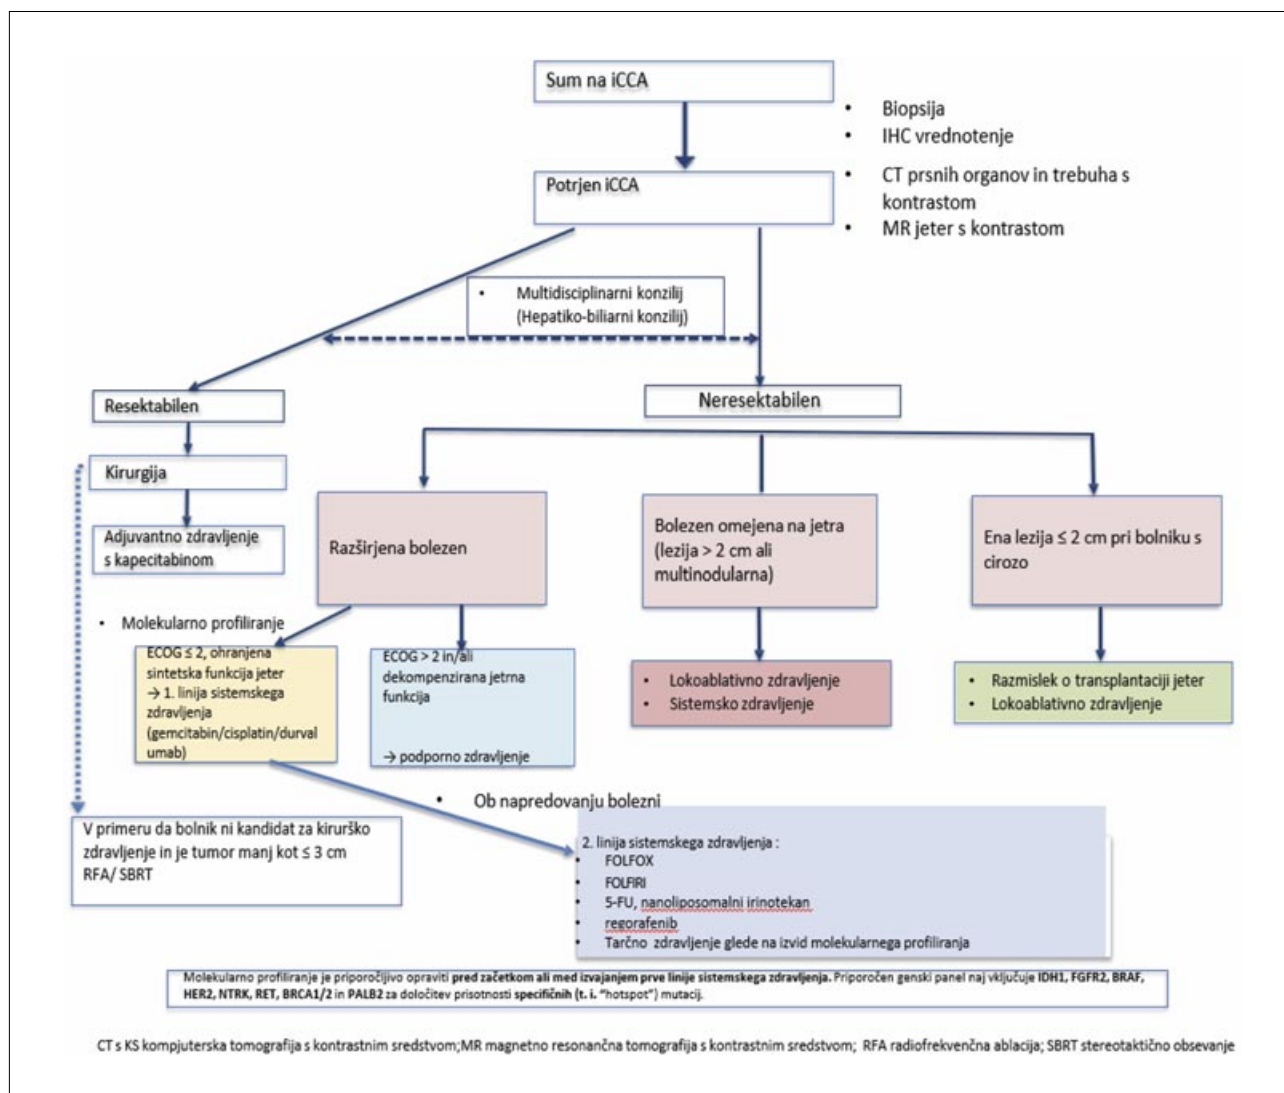 Sum na iCCA
• Biopsija
• IHC vrednotenje
Potrjen iCCA
• CT prsnih organov in trebuha s
kontrastom
• MR jeter s kontrastom
• Multidisciplinarni konzilij
(Hepatiko-biliarni konzilij)
Resektabilen
Neresektabilen
Kirurgija
Adjuvantno zdravljenje
s kapecitabinom
Razširjena bolezen
Bolezen omejena na jetra
(lezija > 2 cm ali
multinodularna)
Ena lezija ≤ 2 cm pri bolniku s
cirozo
• Molekularno profiliranje
ECOG ≤ 2, ohranjena
sintetska funkcija jeter
→ 1. linija sistemskega
zdravljenja
(gemcitabin/cisplatin/durval
umab)
ECOG > 2 in/ali
dekompenzirana jetrna
funkcija
→ podporno zdravljenje
• Lokoablativno zdravljenje
• Sistemsko zdravljenje
• Razmislek o transplantaciji jeter
• Lokoablativno zdravljenje
• Ob napredovanju bolezni
V primeru da bolnik ni kandidat za kirurško
zdravljenje in je tumor manj kot ≤ 3 cm
RFA/ SBRT
2. linija sistemskega zdravljenja :
• FOLFOX
• FOLFIRI
• 5-FU, nanoliposomalni irinotekan
• regorafenib
• Tarčno zdravljenje glede na izvid molekularnega profiliranja
Molekularno profiliranje je priporočljivo opraviti pred začetkom ali med izvajanjem prve linije sistemskega zdravljenja. Priporočen genski panel naj vključuje IDH1, FGFR2, BRAF,
HER2, NTRK, RET, BRCA1/2 in PALB2 za določitev prisotnosti specifičnih (t. i. "hotspot") mutacij.
CT s KS kompjuterska tomografija s kontrastnim sredstvom;MR magnetno resonančna tomografija s kontrastnim sredstvom; RFA radiofrekvenčna ablacija; SBRT stereotaktično obsevanje